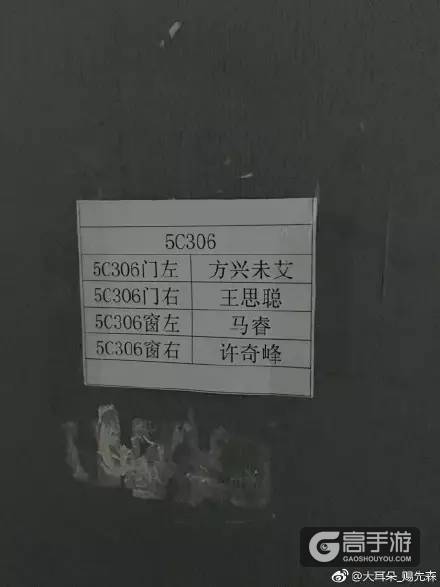 5C306
5C306门左 方兴未艾
5C306门右 王思聪
5C306窗左 马睿
5C306窗右 许奇峰
高手游
GAOSHOUYOU.COM
@大耳朵_赐先森